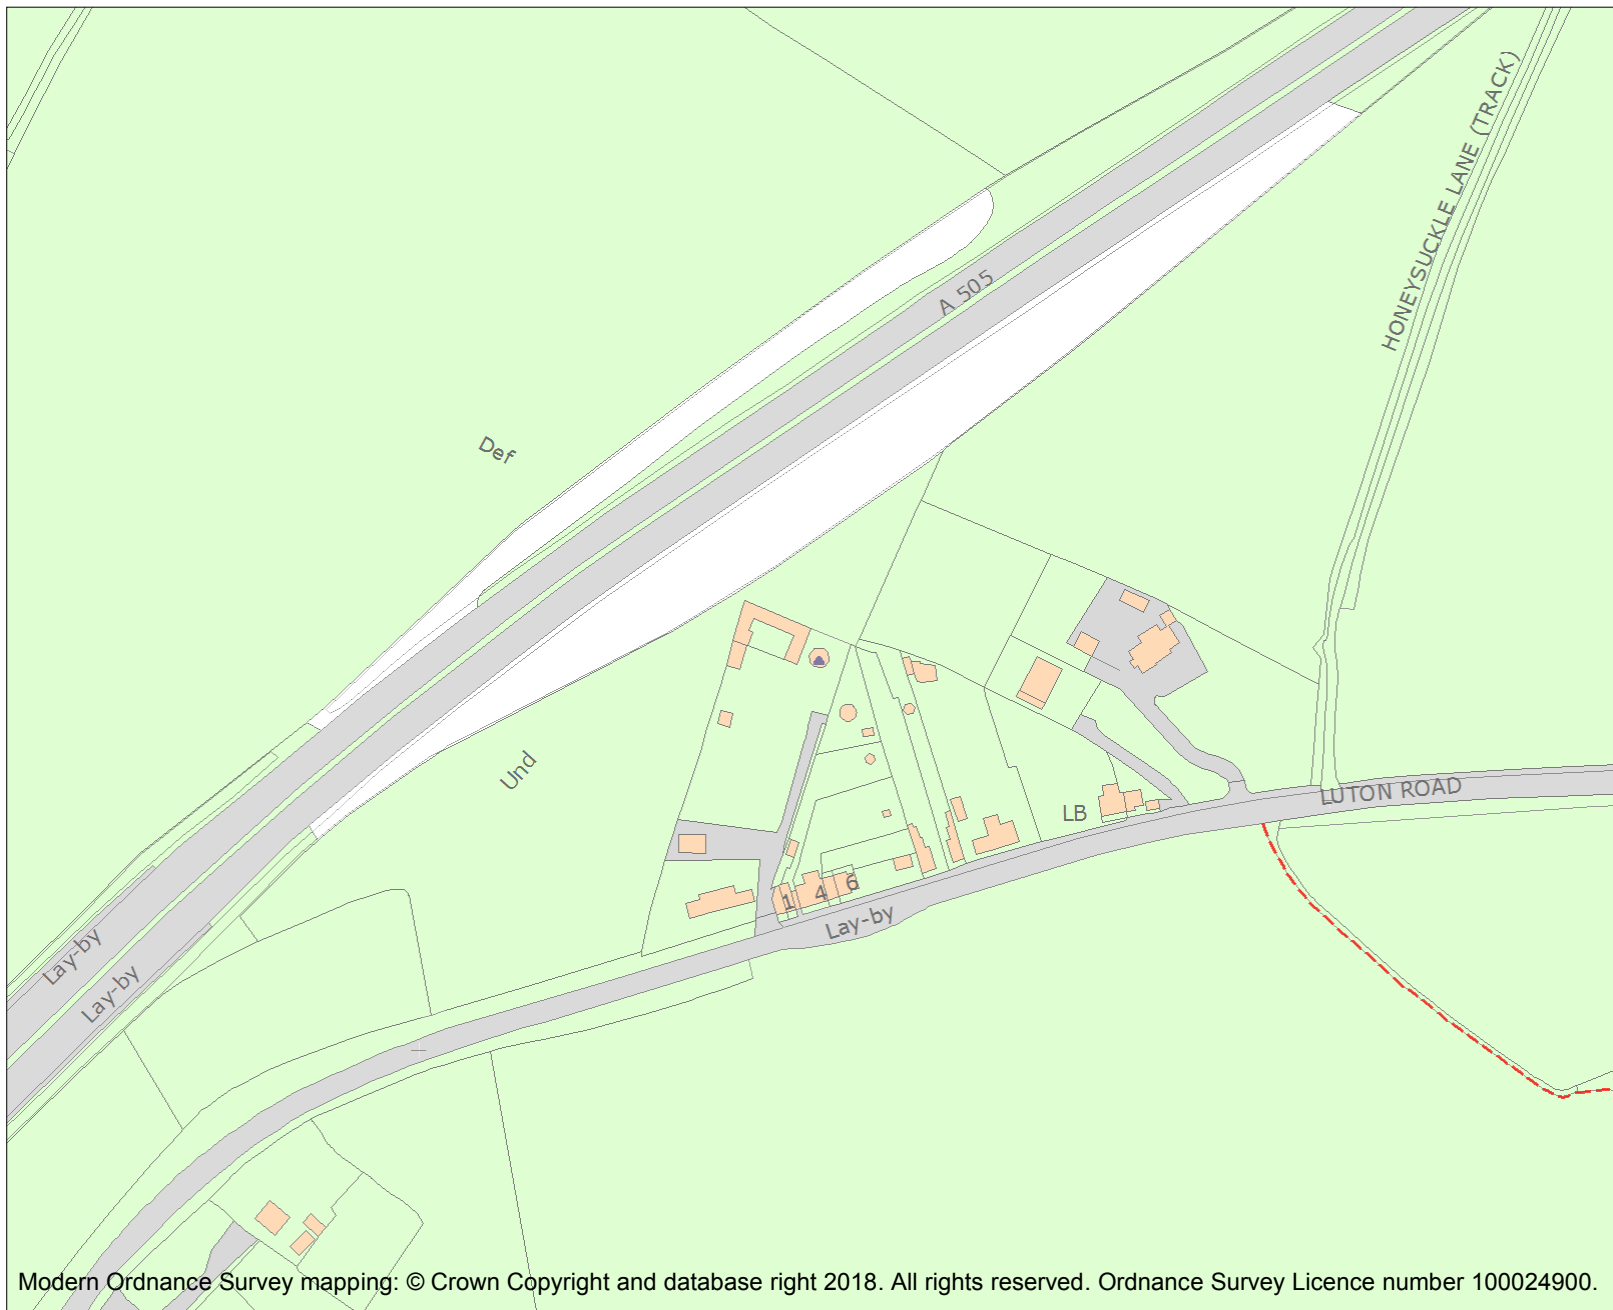 HONEYSUCKLE LANE (TRACK)
A 505
Def
Und
LUTON ROAD
LB
1
4
6
Lay-by
Lay-by
Lay-by
Modern Ordnance Survey mapping: © Crown Copyright and database right 2018. All rights reserved. Ordnance Survey Licence number 100024900.